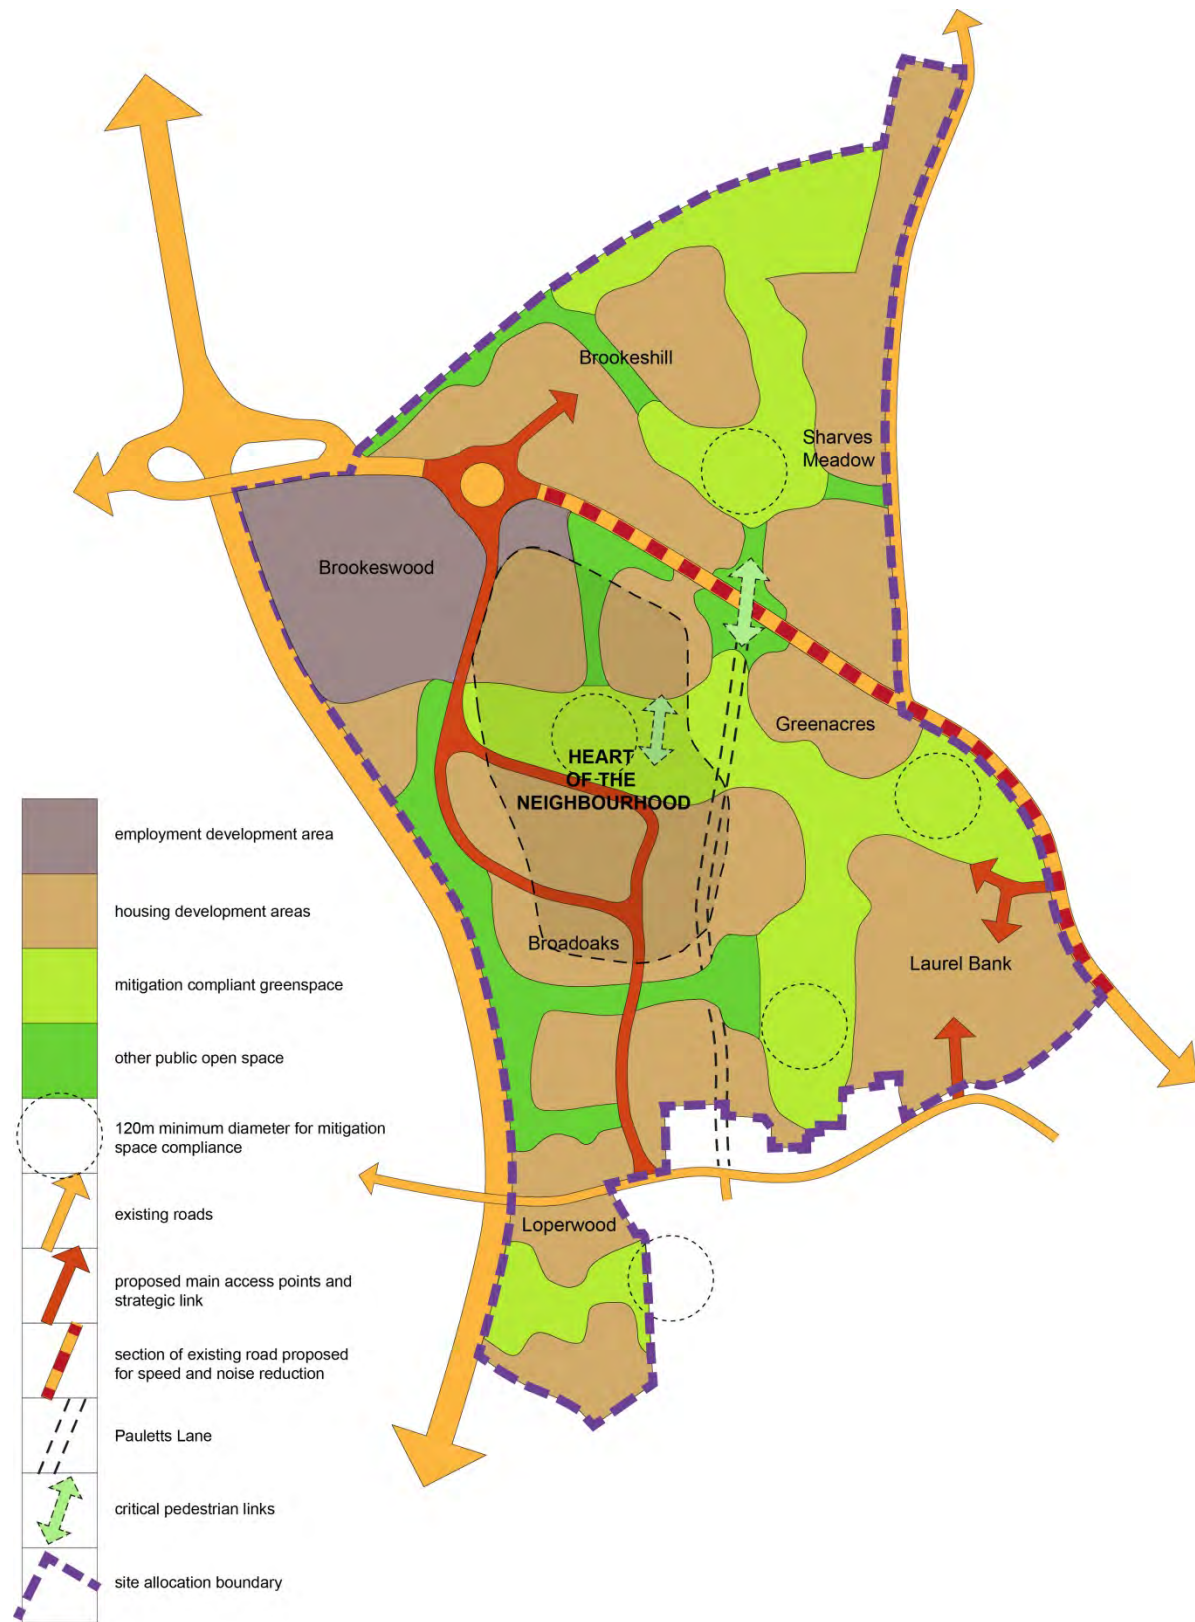 Brookeshill
Sharves
Meadow
Brookeswood
Greenacres
HEART
OF THE
NEIGHBOURHOOD
Broadoaks
Laurel Bank
Loperwood
employment development area
housing development areas
mitigation compliant greenspace
other public open space
120m minimum diameter for mitigation
space compliance
existing roads
proposed main access points and
strategic link
section of existing road proposed
for speed and noise reduction
Pauletts Lane
critical pedestrian links
site allocation boundary